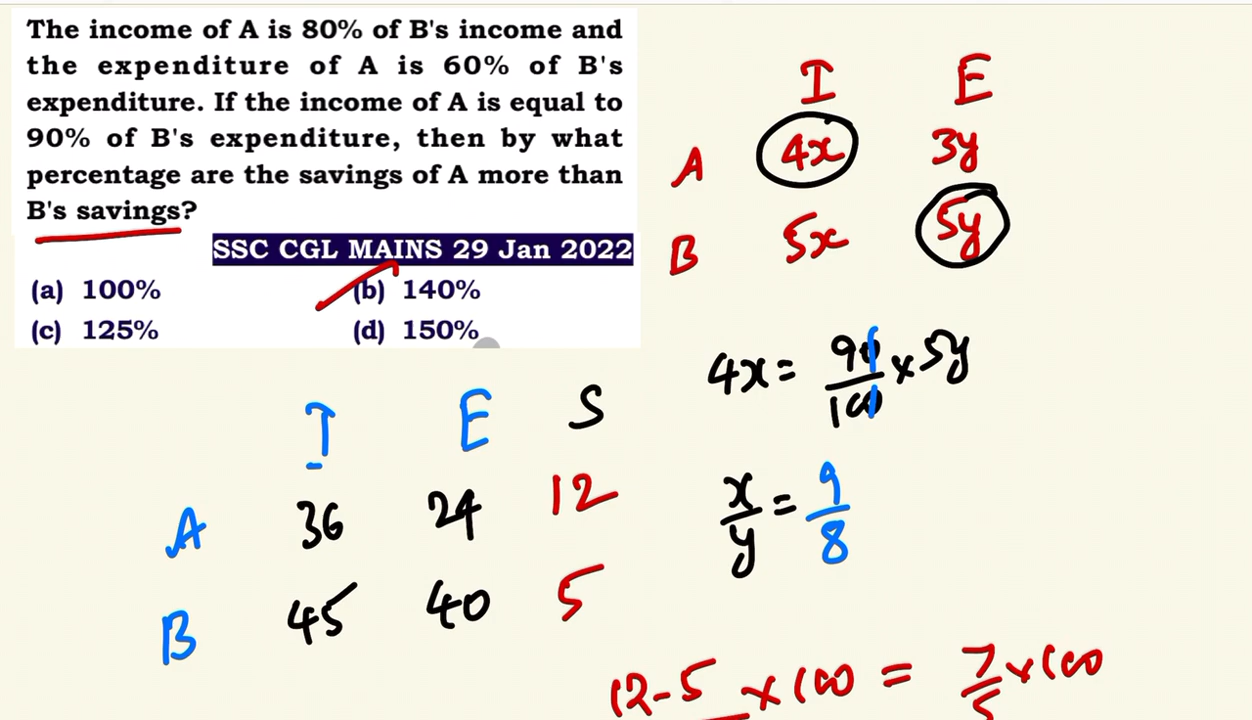 The income of A is 80% of B's income and
the expenditure of A is 60% of B's
expenditure. If the income of A is equal to
90% of B's expenditure, then by what
percentage are the savings of A more than
B's savings?
SSC CGL MAINS 29 Jan 2022
(a) 100% (b) 140%
(c) 125% (d) 150%
I E
A 4x 3y
B 5x 5y
4x = 90/100 × 5y
x/y = 9/8
I E S
A 36 24 12
B 45 40 5
12-5 × 100 = 7/5 × 100